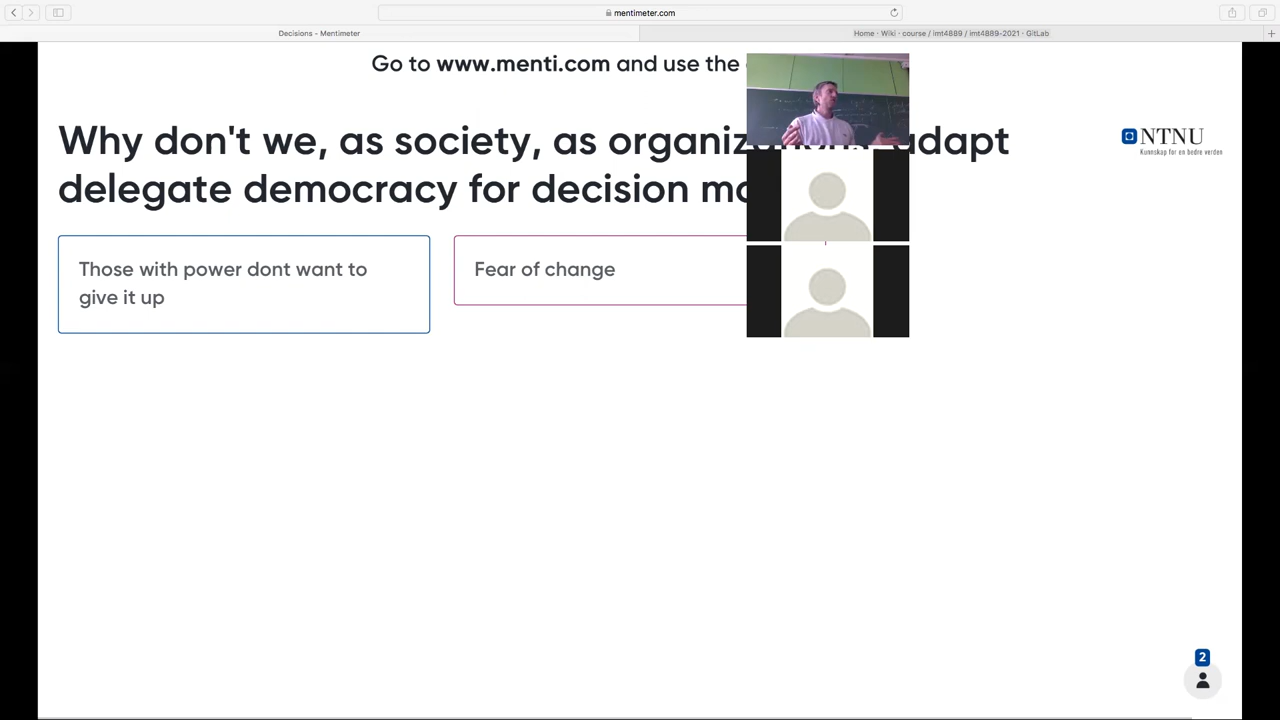 mentimeter.com
Decisions - Mentimeter
Home · Wiki · course / imt4889 / imt4889-2021 · GitLab
Go to www.menti.com and use the
Why don't we, as society, as adapt
delegate democracy for decision
NTNU
Kunnskap for en bedre verden
Those with power dont want to
give it up
Fear of change
2